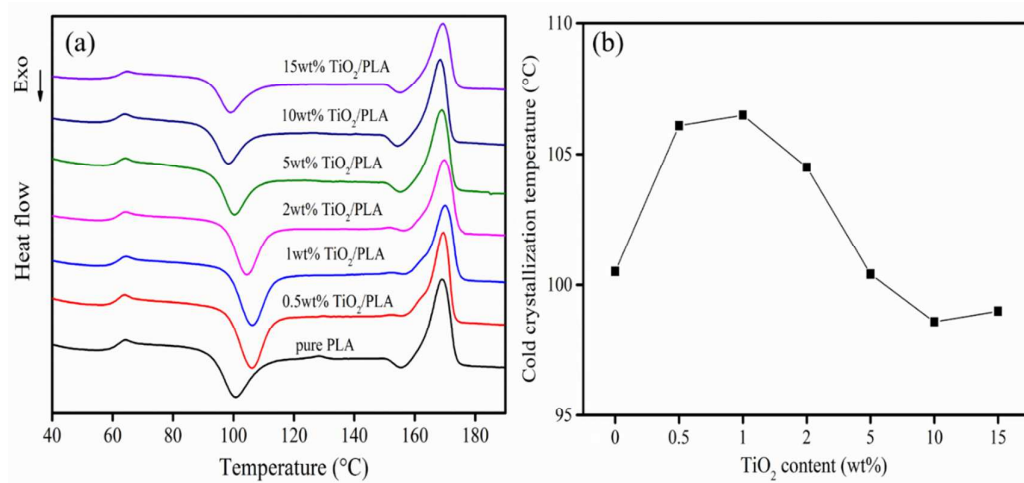 (a)
Exo
Heat flow
15wt% TiO₂/PLA
10wt% TiO₂/PLA
5wt% TiO₂/PLA
2wt% TiO₂/PLA
1wt% TiO₂/PLA
0.5wt% TiO₂/PLA
pure PLA
40 60 80 100 120 140 160 180
Temperature (°C)
(b)
Cold crystallization temperature (°C)
110
105
100
95
0 0.5 1 2 5 10 15
TiO₂ content (wt%)